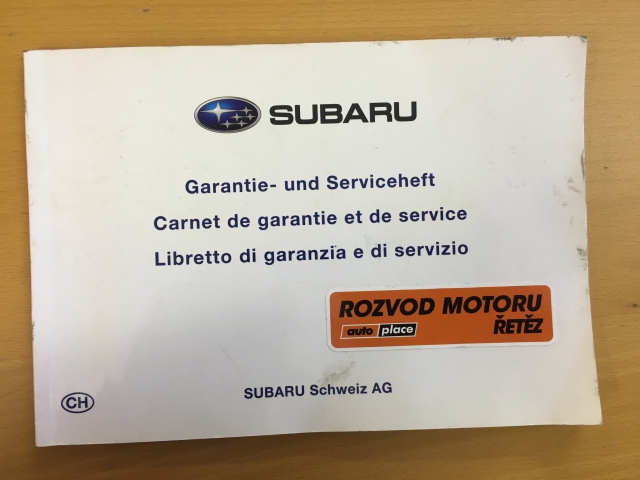 SUBARU
Garantie- und Serviceheft
Carnet de garantie et de service
Libretto di garanzia e di servizio
ROZVOD MOTORU
auto place ŘETĚZ
SUBARU Schweiz AG
CH